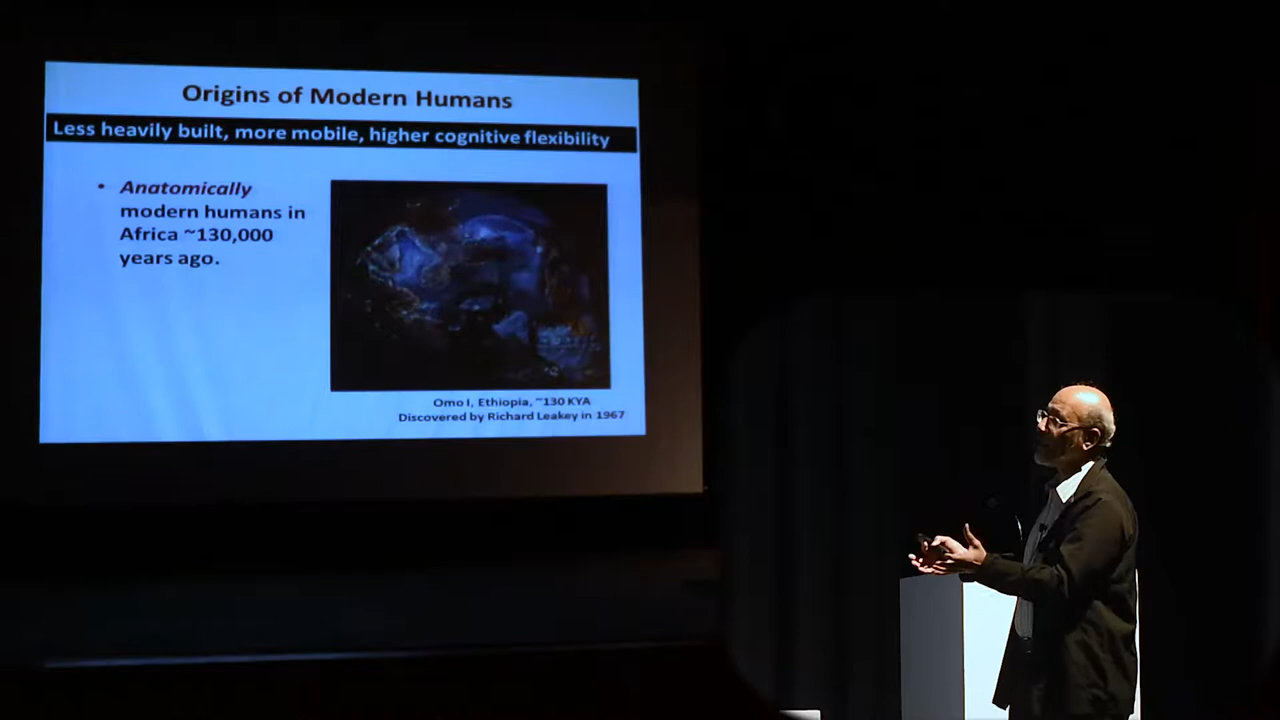 Origins of Modern Humans
Less heavily built, more mobile, higher cognitive flexibility
• Anatomically
modern humans in
Africa ~130,000
years ago.
Omo I, Ethiopia, ~130 KYA
Discovered by Richard Leakey in 1967